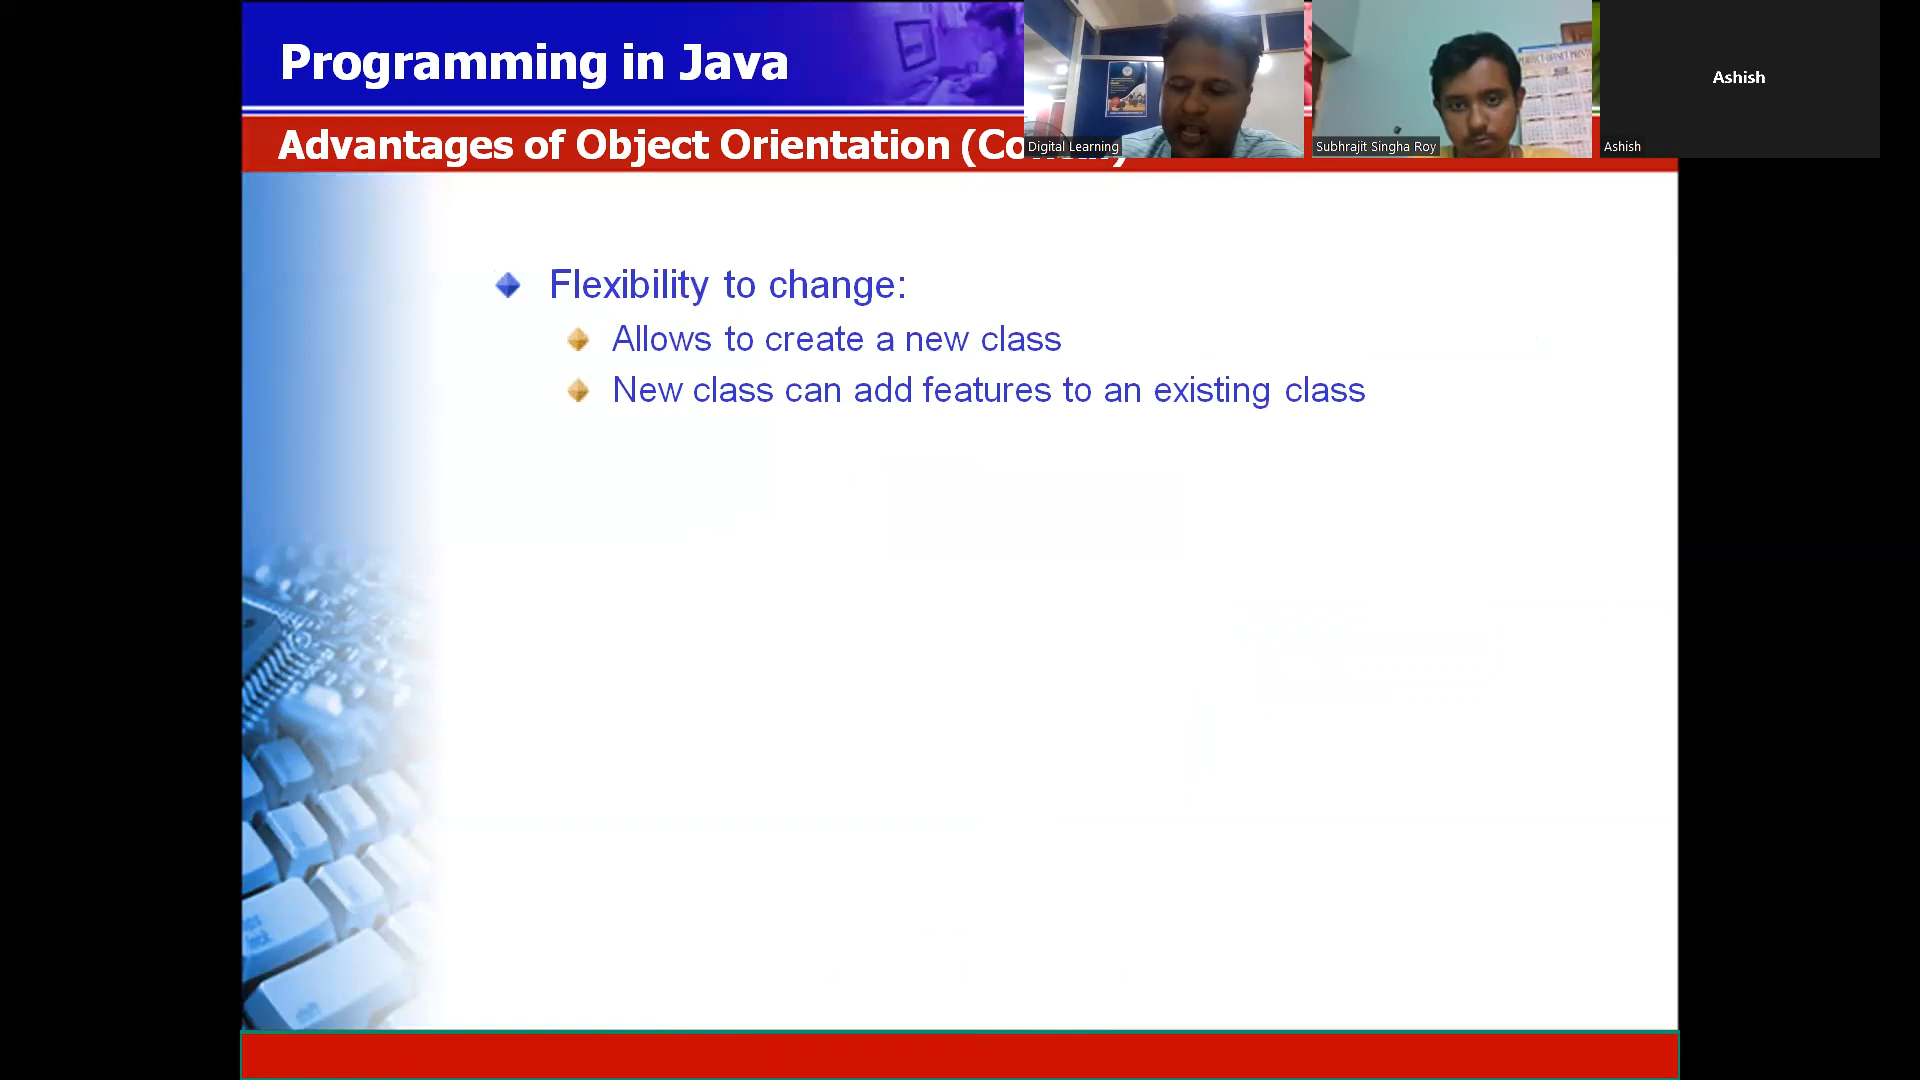 Programming in Java
Advantages of Object Orientation (Co
Flexibility to change:
Allows to create a new class
New class can add features to an existing class
Digital Learning
Subhrajit Singha Roy
Ashish
Ashish